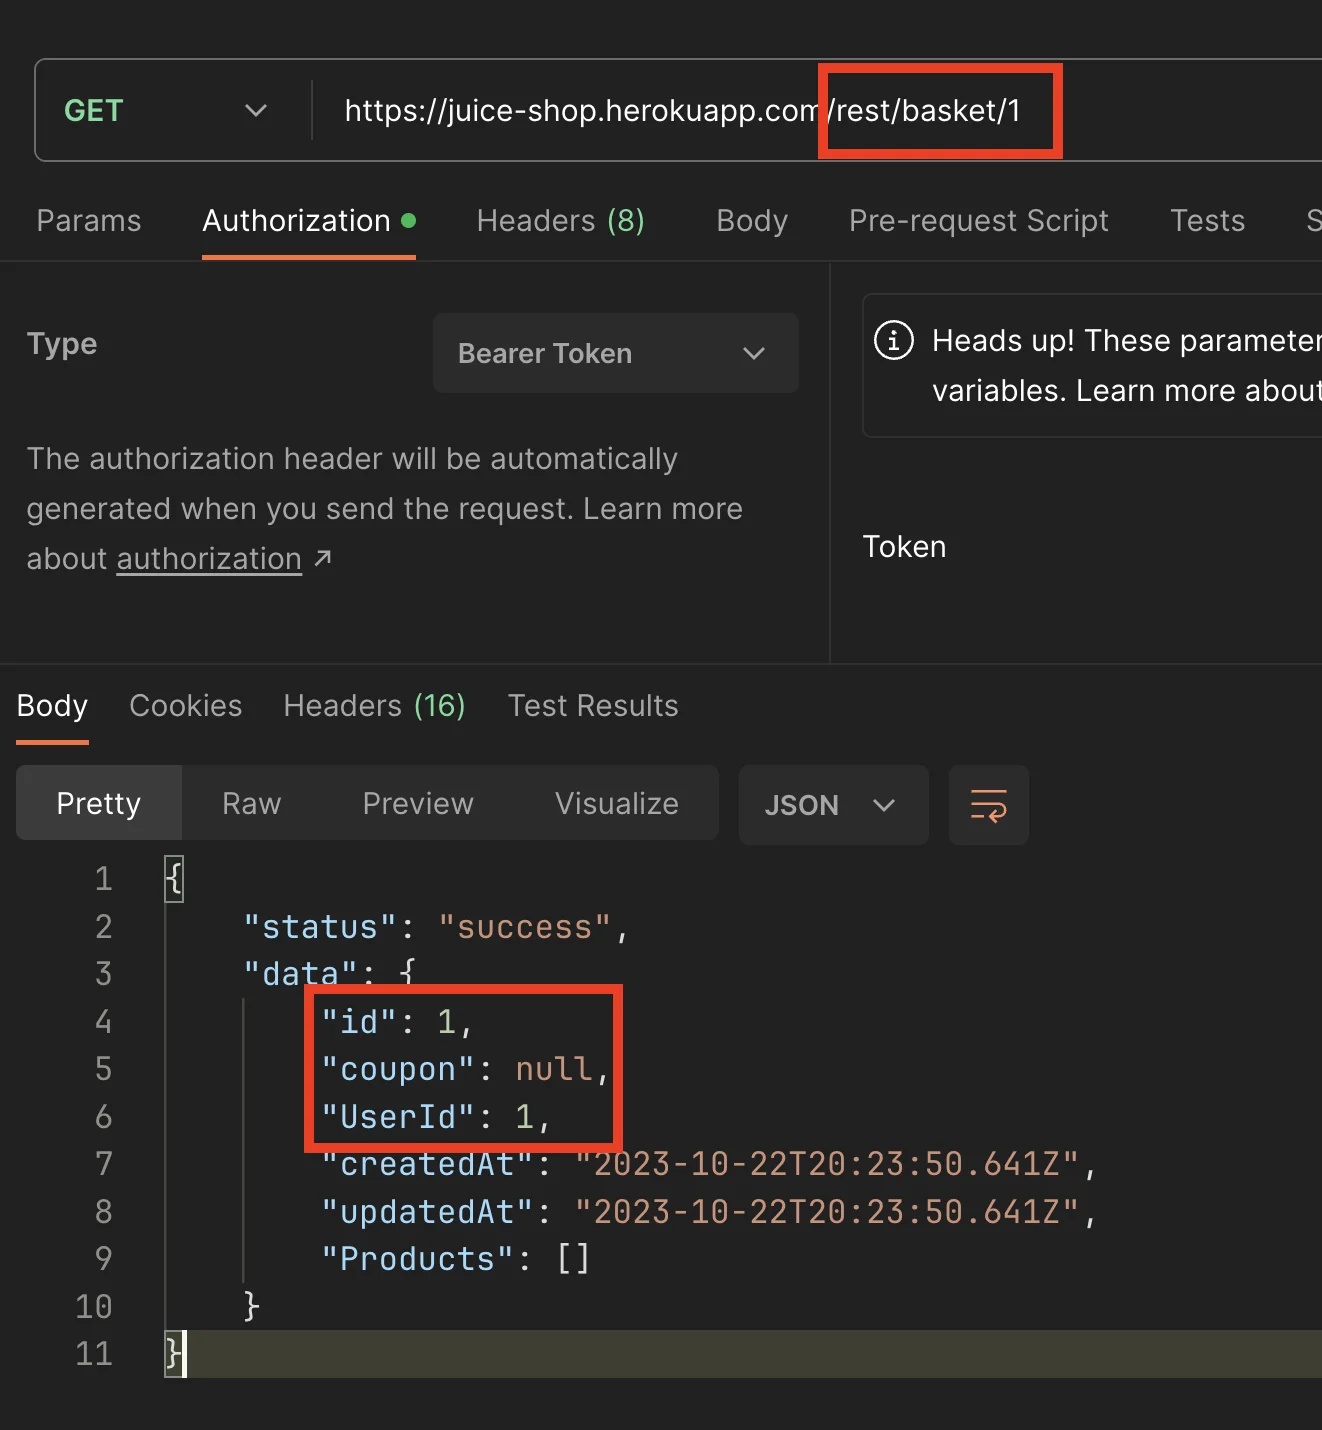 GET https://juice-shop.herokuapp.com/rest/basket/1
Params Authorization Headers (8) Body Pre-request Script Tests S
Type Bearer Token
The authorization header will be automatically
generated when you send the request. Learn more
about authorization ↗
Heads up! These parameter
variables. Learn more about
Token
Body Cookies Headers (16) Test Results
Pretty Raw Preview Visualize JSON
1 {
2 "status": "success",
3 "data": {
4 "id": 1,
5 "coupon": null,
6 "UserId": 1,
7 "createdAt": "2023-10-22T20:23:50.641Z",
8 "updatedAt": "2023-10-22T20:23:50.641Z",
9 "Products": []
10 }
11 }